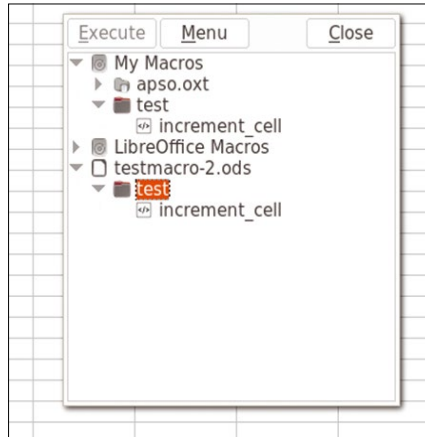 Execute Menu Close
My Macros
apso.oxt
test
increment_cell
LibreOffice Macros
testmacro-2.ods
test
increment_cell